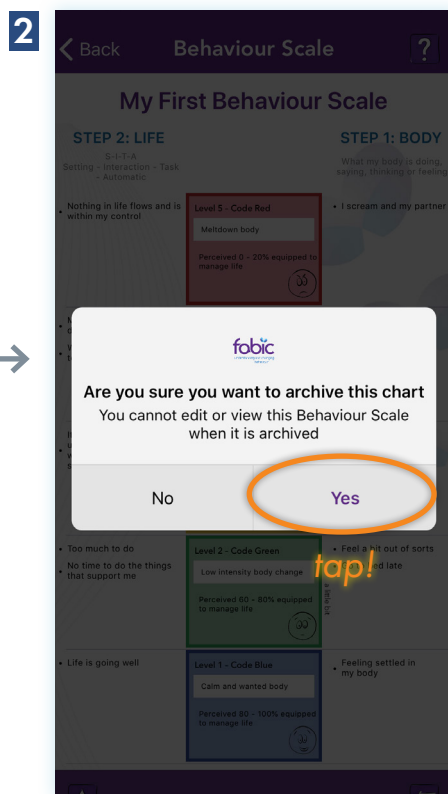 2
Back
Behaviour Scale
?
My First Behaviour Scale
STEP 2: LIFE
S-I-T-A
Setting - Interaction - Task
- Automatic
STEP 1: BODY
What my body is doing,
saying, thinking or feeling
• Nothing in life flows and is
within my control
Level 5 - Code Red
Meltdown body
Perceived 0 - 20% equipped to
manage life
• I scream and my partner
fobic
Are you sure you want to archive this chart
You cannot edit or view this Behaviour Scale
when it is archived
No
Yes
tap!
• Too much to do
• No time to do the things
that support me
Level 2 - Code Green
Low intensity body change
Perceived 60 - 80% equipped
to manage life
a little bit
• Feel a bit out of sorts
late
• Life is going well
Level 1 - Code Blue
Calm and wanted body
Perceived 60 - 100% equipped
to manage life
• Feeling settled in
my body